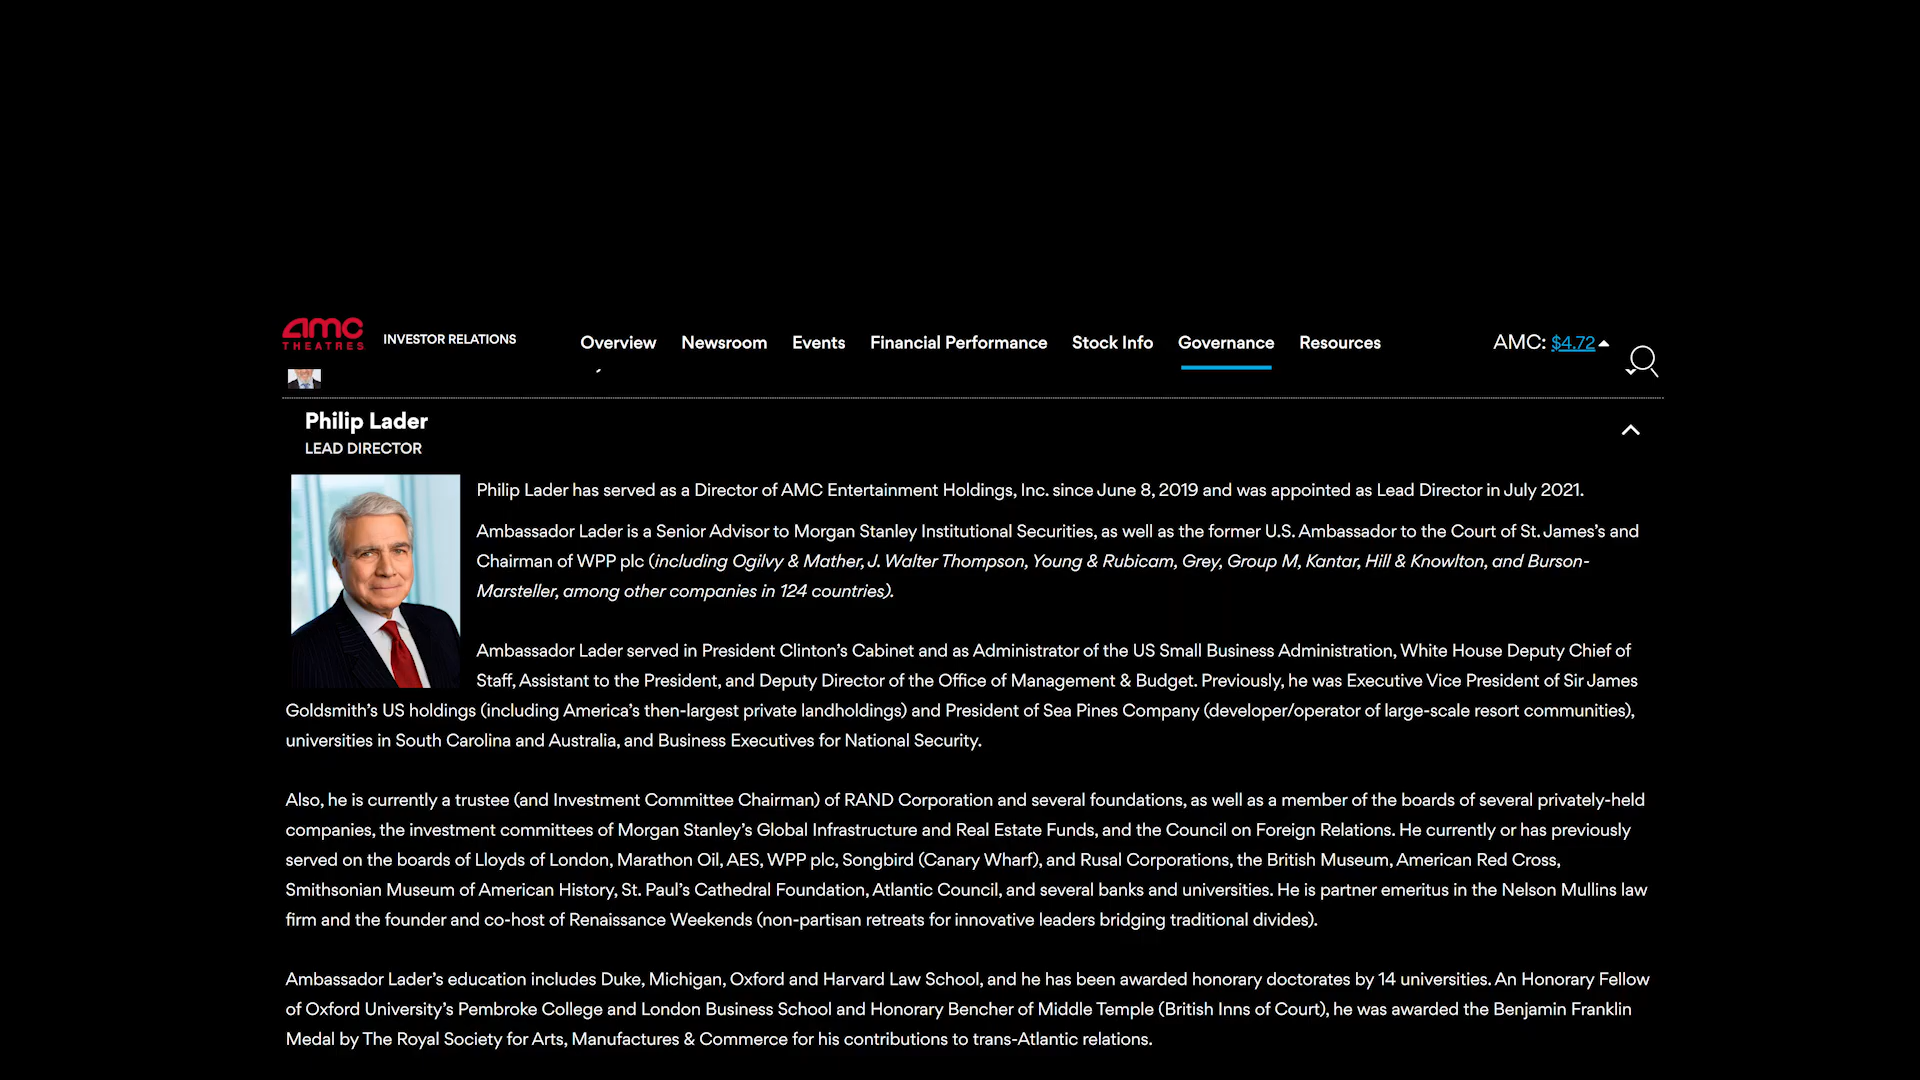 amc
THEATRES
INVESTOR RELATIONS
Overview
Newsroom
Events
Financial Performance
Stock Info
Governance
Resources
AMC: $4.72
Philip Lader
LEAD DIRECTOR
Philip Lader has served as a Director of AMC Entertainment Holdings, Inc. since June 8, 2019 and was appointed as Lead Director in July 2021.
Ambassador Lader is a Senior Advisor to Morgan Stanley Institutional Securities, as well as the former U.S. Ambassador to the Court of St. James's and
Chairman of WPP plc (including Ogilvy & Mather, J. Walter Thompson, Young & Rubicam, Grey, Group M, Kantar, Hill & Knowlton, and Burson-
Marsteller, among other companies in 124 countries).
Ambassador Lader served in President Clinton's Cabinet and as Administrator of the US Small Business Administration, White House Deputy Chief of
Staff, Assistant to the President, and Deputy Director of the Office of Management & Budget. Previously, he was Executive Vice President of Sir James
Goldsmith's US holdings (including America's then-largest private landholdings) and President of Sea Pines Company (developer/operator of large-scale resort communities),
universities in South Carolina and Australia, and Business Executives for National Security.
Also, he is currently a trustee (and Investment Committee Chairman) of RAND Corporation and several foundations, as well as a member of the boards of several privately-held
companies, the investment committees of Morgan Stanley's Global Infrastructure and Real Estate Funds, and the Council on Foreign Relations. He currently or has previously
served on the boards of Lloyds of London, Marathon Oil, AES, WPP plc, Songbird (Canary Wharf), and Rusal Corporations, the British Museum, American Red Cross,
Smithsonian Museum of American History, St. Paul's Cathedral Foundation, Atlantic Council, and several banks and universities. He is partner emeritus in the Nelson Mullins law
firm and the founder and co-host of Renaissance Weekends (non-partisan retreats for innovative leaders bridging traditional divides).
Ambassador Lader's education includes Duke, Michigan, Oxford and Harvard Law School, and he has been awarded honorary doctorates by 14 universities. An Honorary Fellow
of Oxford University's Pembroke College and London Business School and Honorary Bencher of Middle Temple (British Inns of Court), he was awarded the Benjamin Franklin
Medal by The Royal Society for Arts, Manufactures & Commerce for his contributions to trans-Atlantic relations.